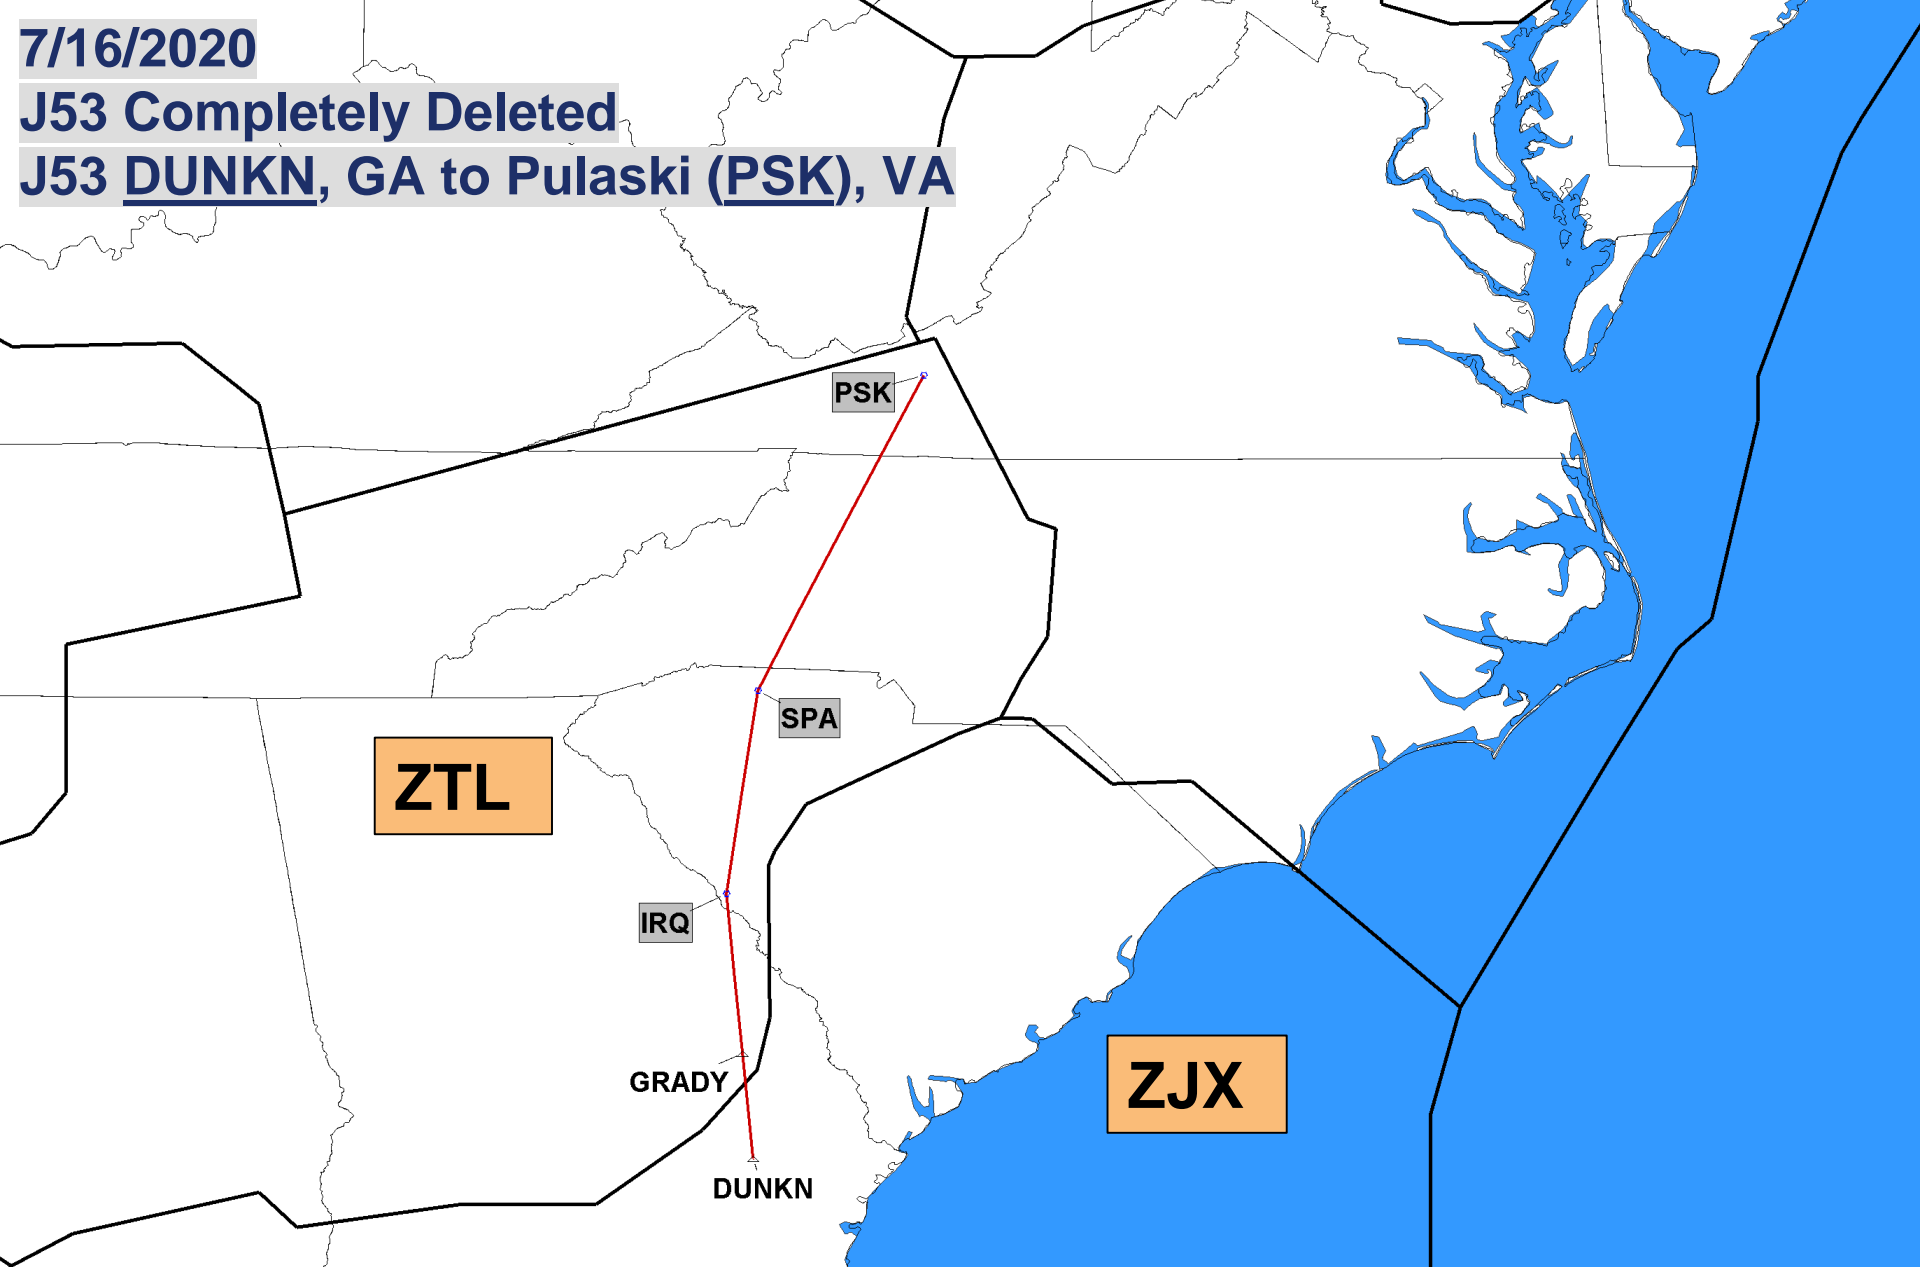 7/16/2020
J53 Completely Deleted
J53 DUNKN, GA to Pulaski (PSK), VA
PSK
SPA
ZTL
IRQ
GRADY
ZJX
DUNKN